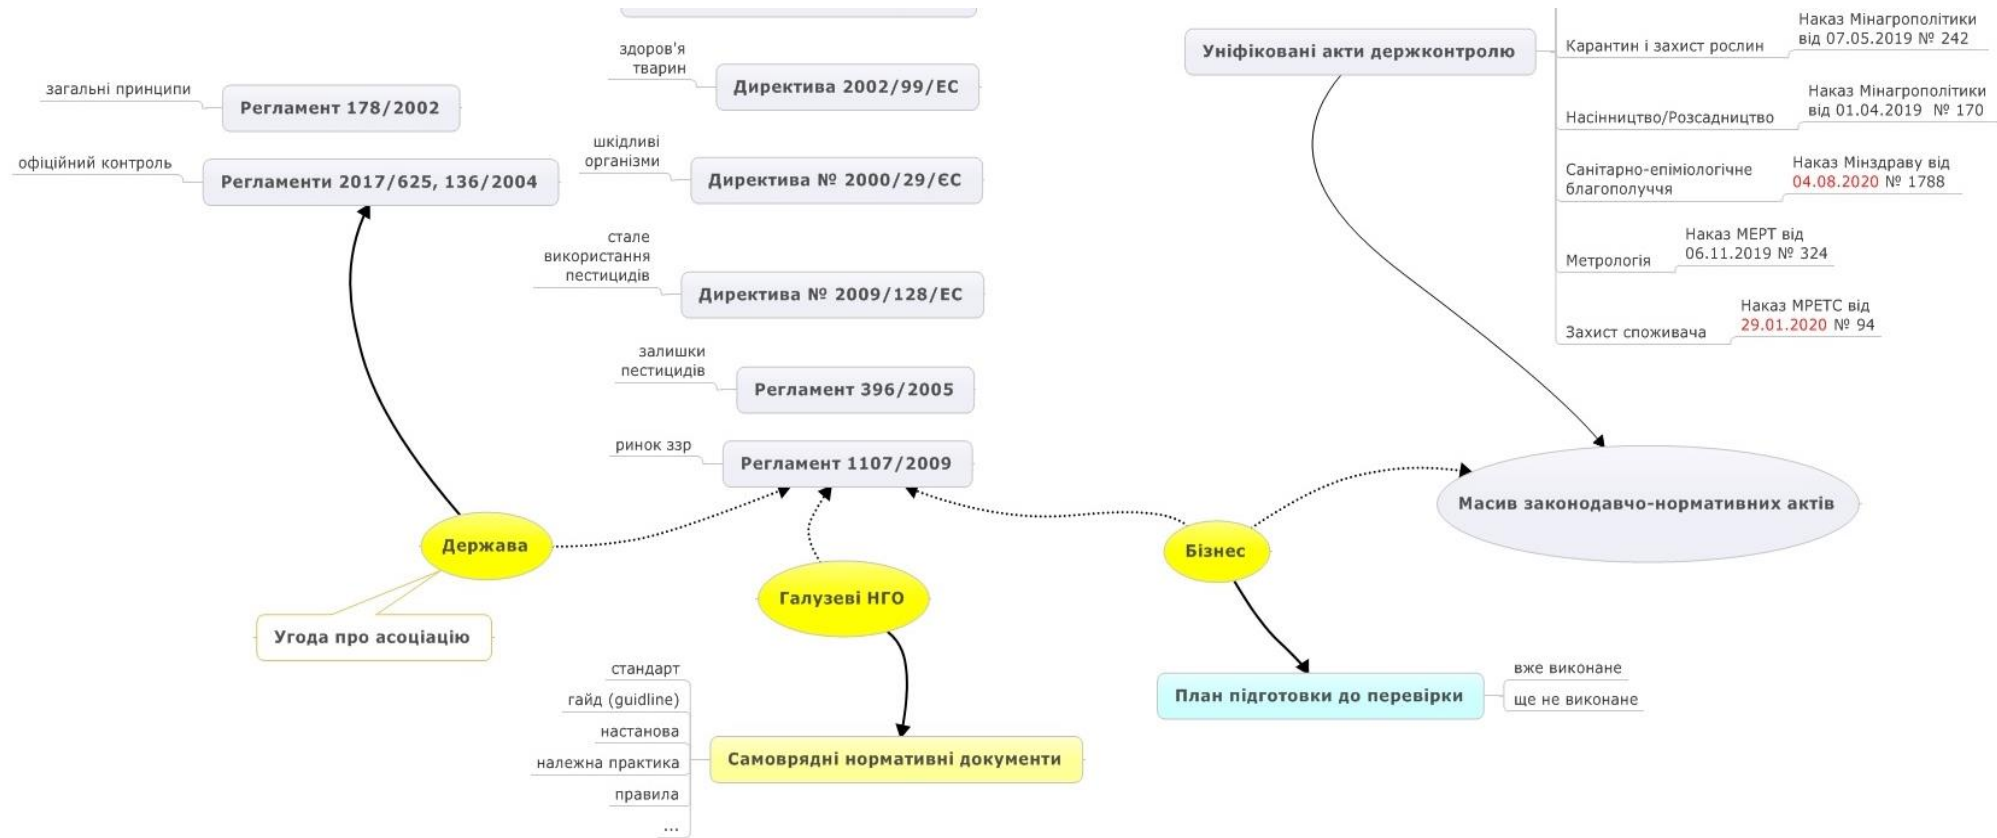 загальні принципи
Регламент 178/2002
офіційний контроль
Регламенти 2017/625, 136/2004
здоров'я
тварин
Директива 2002/99/ЕС
шкідливі
організми
Директива № 2000/29/ЄС
стале
використання
пестицидів
Директива № 2009/128/ЕС
залишки
пестицидів
Регламент 396/2005
ринок ззр
Регламент 1107/2009
Уніфіковані акти держконтролю
Карантин і захист рослин
Наказ Мінагрополітики
від 07.05.2019 № 242
Насінництво/Розсадництво
Наказ Мінагрополітики
від 01.04.2019 № 170
Санітарно-епіміологічне
благополуччя
Наказ Мінздраву від
04.08.2020 № 1788
Метрологія
Наказ МЕРТ від
06.11.2019 № 324
Захист споживача
Наказ МРЕТС від
29.01.2020 № 94
Масив законодавчо-нормативних актів
Держава
Угода про асоціацію
Галузеві НГО
Бізнес
стандарт
гайд (guidline)
настанова
належна практика
правила
...
Самоврядні нормативні документи
План підготовки до перевірки
вже виконане
ще не виконане